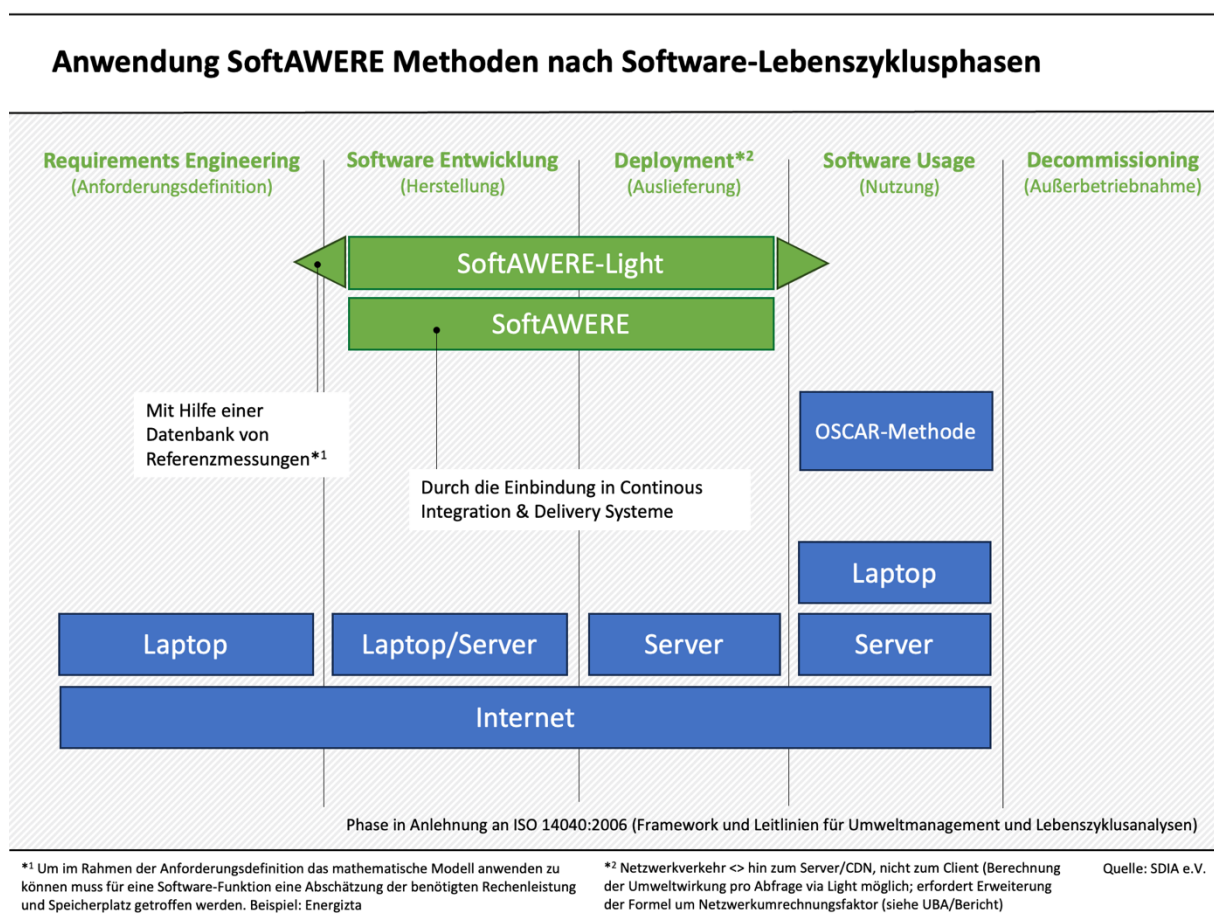 Anwendung SoftAWERE Methoden nach Software-Lebenszyklusphasen
Requirements Engineering
(Anforderungsdefinition)
Software Entwicklung
(Herstellung)
Deployment*2
(Auslieferung)
Software Usage
(Nutzung)
Decommissioning
(Außerbetriebnahme)
SoftAWERE-Light
SoftAWERE
Mit Hilfe einer
Datenbank von
Referenzmessungen*1
OSCAR-Methode
Durch die Einbindung in Continous
Integration & Delivery Systeme
Laptop
Laptop
Laptop/Server
Server
Server
Internet
Phase in Anlehnung an ISO 14040:2006 (Framework und Leitlinien für Umweltmanagement und Lebenszyklusanalysen)
*1 Um im Rahmen der Anforderungsdefinition das mathematische Modell anwenden zu
können muss für eine Software-Funktion eine Abschätzung der benötigten Rechenleistung
und Speicherplatz getroffen werden. Beispiel: Energizta
*2 Netzwerkverkehr <> hin zum Server/CDN, nicht zum Client (Berechnung
der Umweltwirkung pro Abfrage via Light möglich; erfordert Erweiterung
der Formel um Netzwerkumrechnungsfaktor (siehe UBA/Bericht)
Quelle: SDIA e.V.